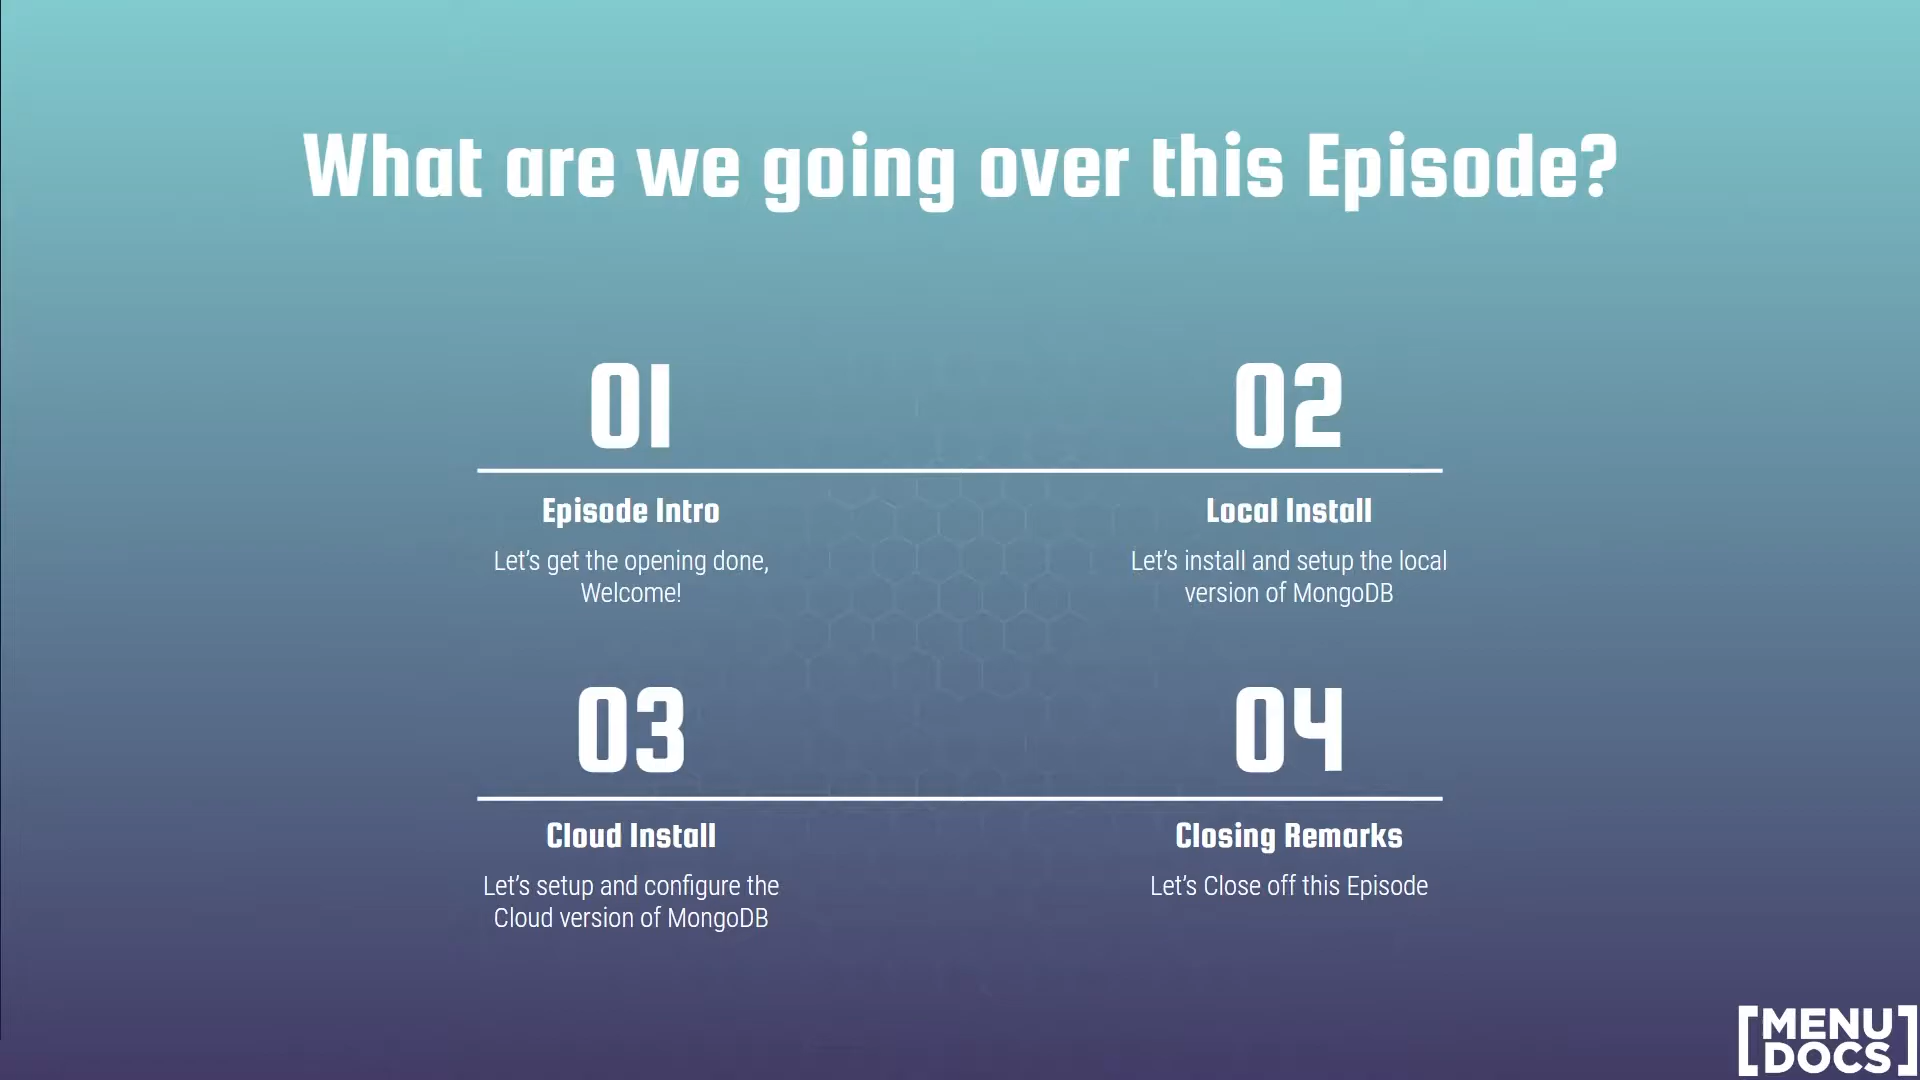 What are we going over this Episode?
01
Episode Intro
Let's get the opening done,
Welcome!
02
Local Install
Let's install and setup the local
version of MongoDB
03
Cloud Install
Let's setup and configure the
Cloud version of MongoDB
04
Closing Remarks
Let's Close off this Episode
[MENU
DOCS]